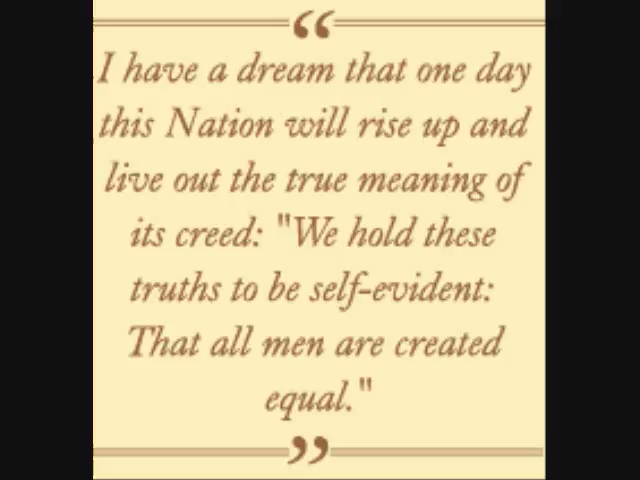 “
I have a dream that one day
this Nation will rise up and
live out the true meaning of
its creed: "We hold these
truths to be self-evident:
That all men are created
equal."
”